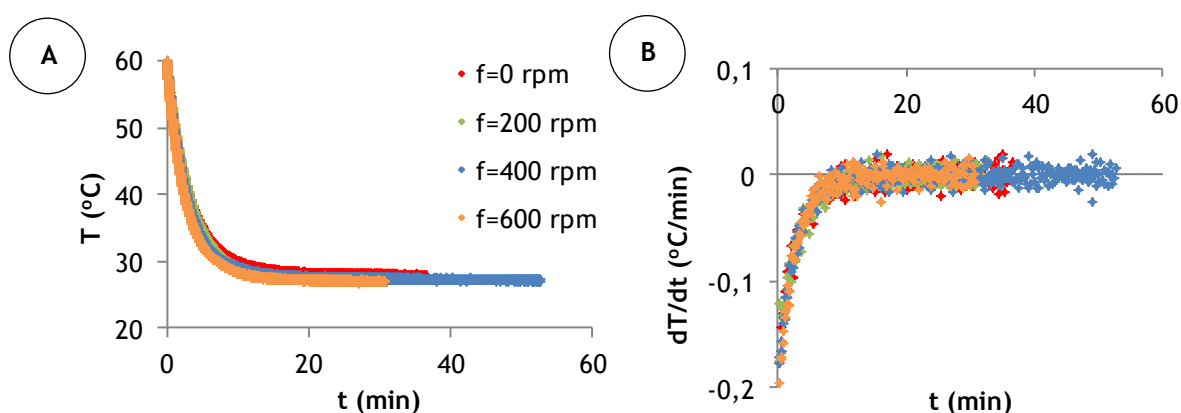 A
60
50
40
30
20
T (ºC)
0
20
40
60
t (min)
f=0 rpm
f=200 rpm
f=400 rpm
f=600 rpm
B
0,1
0
-0,1
-0,2
dT/dt (ºC/min)
0
20
40
60
t (min)